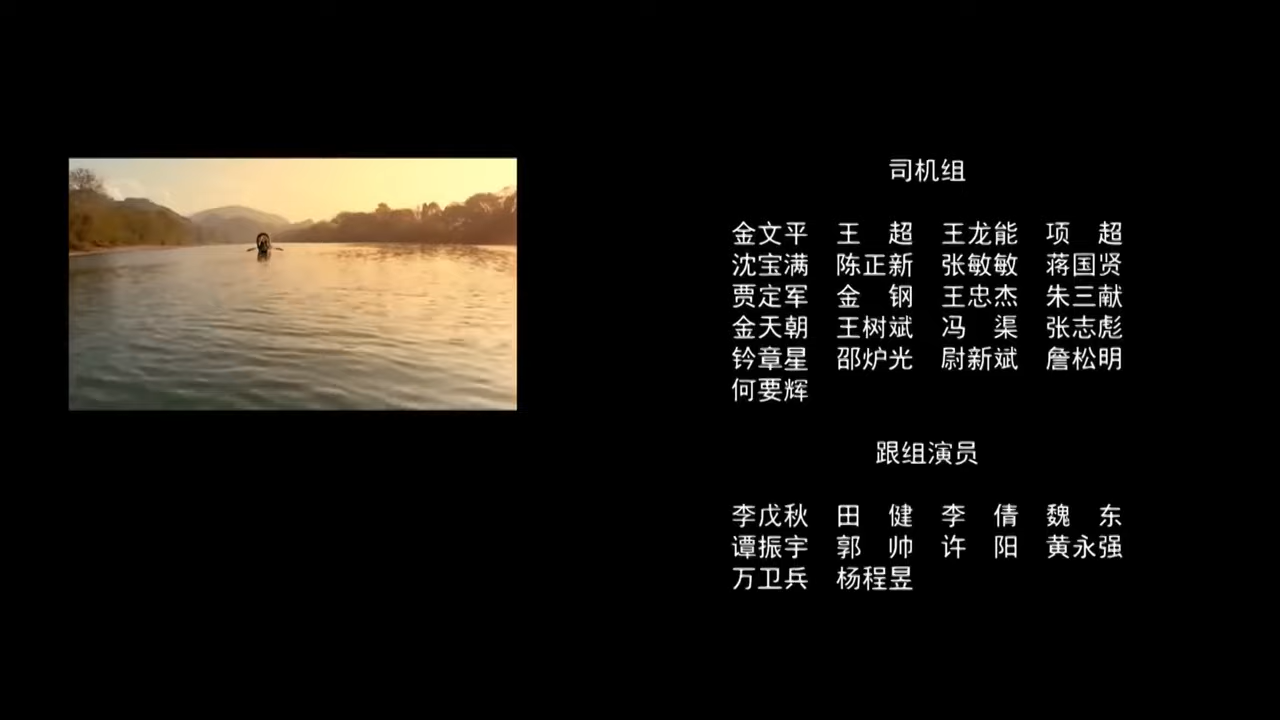 司机组
金文平 王 超 王龙能 项 超
沈宝满 陈正新 张敏敏 蒋国贤
贾定军 金 钢 王忠杰 朱三献
金天朝 王树斌 冯 渠 张志彪
钤章星 邵炉光 尉新斌 詹松明
何要辉
跟组演员
李戊秋 田 健 李 倩 魏 东
谭振宇 郭 帅 许 阳 黄永强
万卫兵 杨程昱